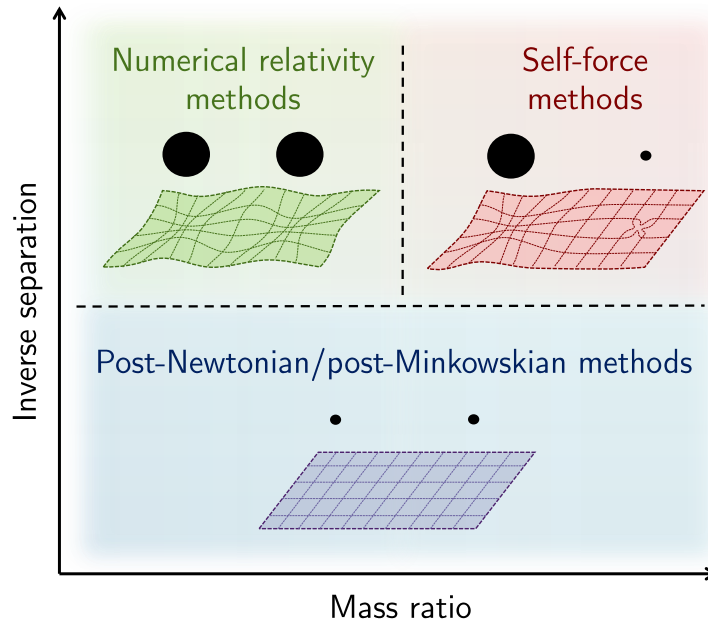 Numerical relativity
methods
Self-force
methods
Post-Newtonian/post-Minkowskian methods
Inverse separation
Mass ratio